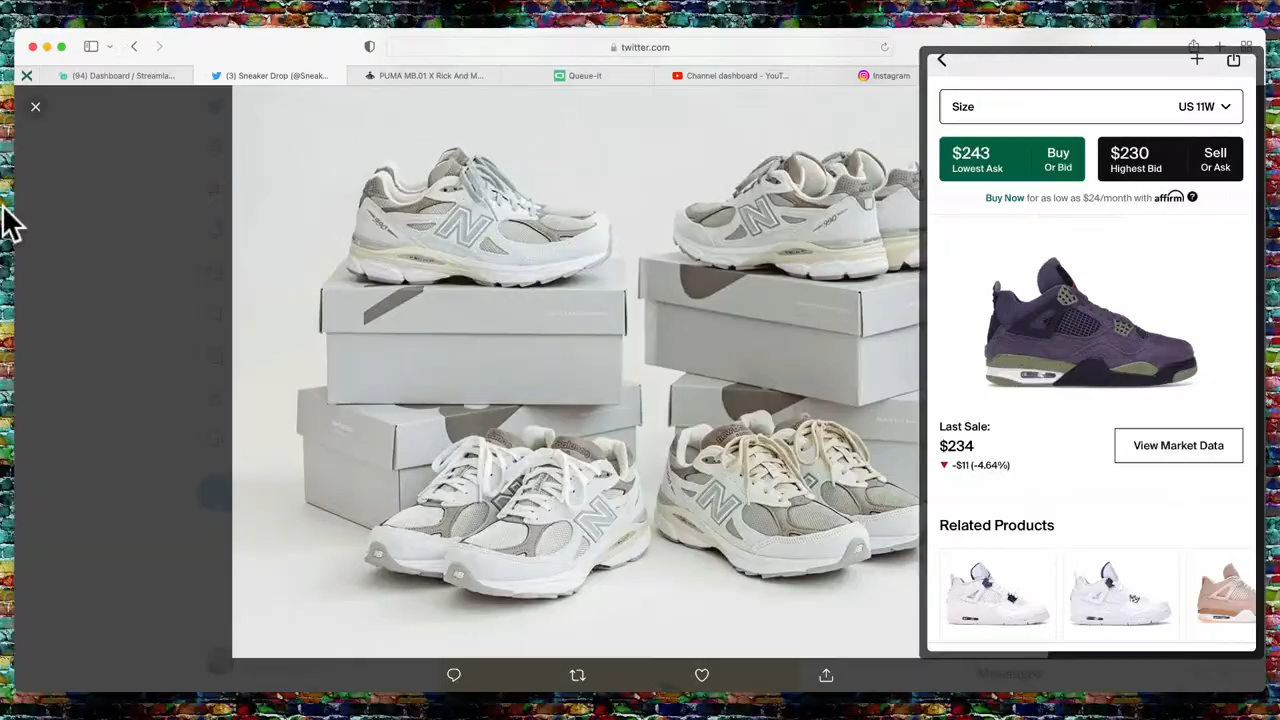 twitter.com
(94) Dashboard / Streamla...
(3) Sneaker Drop (@Sneak...
PUMA MB.01 X Rick And M...
Queue-it
Channel dashboard - YouT...
Instagram
Size
US 11W
$243
Lowest Ask
Buy
Or Bid
$230
Highest Bid
Sell
Or Ask
Buy Now for as low as $24/month with affirm ?
Last Sale:
$234
-$11 (-4.64%)
View Market Data
Related Products
N
990
N
N
N